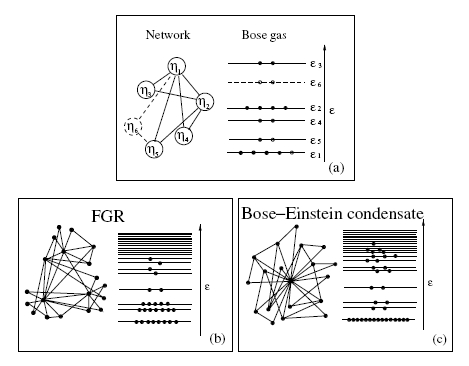 Network Bose gas
η1
η3
η2
η6
η4
η5
ε3
ε6
ε2
ε4
ε5
ε1
ε
(a)
FGR
ε
(b)
Bose–Einstein condensate
ε
(c)